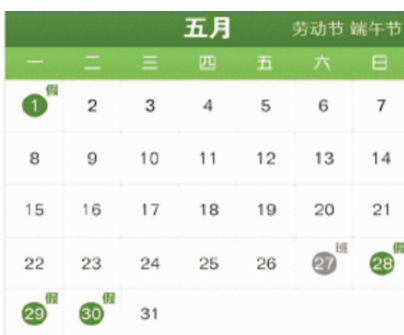 五月 劳动节 端午节
一 二 三 四 五 六 日
1 假 2 3 4 5 6 7
8 9 10 11 12 13 14
15 16 17 18 19 20 21
22 23 24 25 26 27 班 28 假
29 假 30 假 31